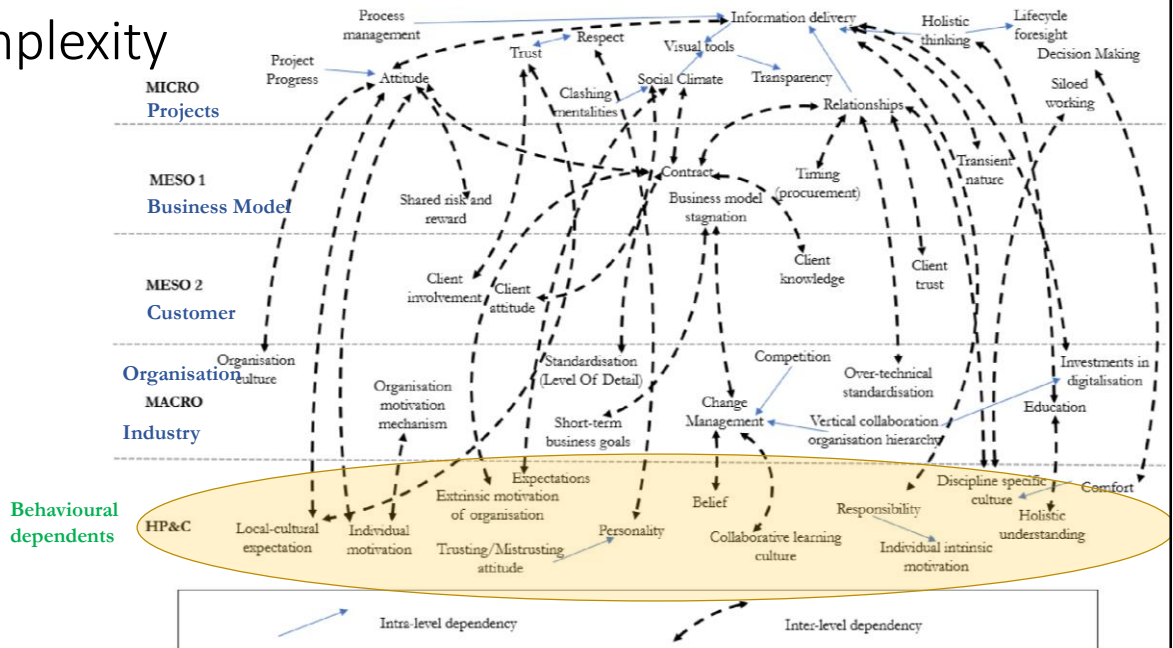 mplexity
Process
management
Information delivery
Holistic
thinking
Lifecycle
foresight
Trust
Respect
Visual tools
Decision Making
Project
Progress
Attitude
Social Climate
Transparency
Clashing
mentalities
Siloed
working
MICRO
Projects
Relationships
MESO 1
Business Model
Contract
Timing
(procurement)
Transient
nature
Shared risk and
reward
Business model
stagnation
MESO 2
Customer
Client
involvement
Client
attitude
Client
knowledge
Client
trust
Organisation
MACRO
Industry
Organisation
culture
Organisation
motivation
mechanism
Standardisation
(Level Of Detail)
Short-term
business goals
Competition
Change
Management
Over-technical
standardisation
Vertical collaboration
organisation hierarchy
Investments in
digitalisation
Education
Behavioural
dependents
HP&C
Local-cultural
expectation
Individual
motivation
Extrinsic motivation
of organisation
Expectations
Trusting/Mistrusting
attitude
Personality
Belief
Collaborative learning
culture
Responsibility
Individual intrinsic
motivation
Discipline specific
culture
Comfort
Holistic
understanding
Intra-level dependency
Inter-level dependency